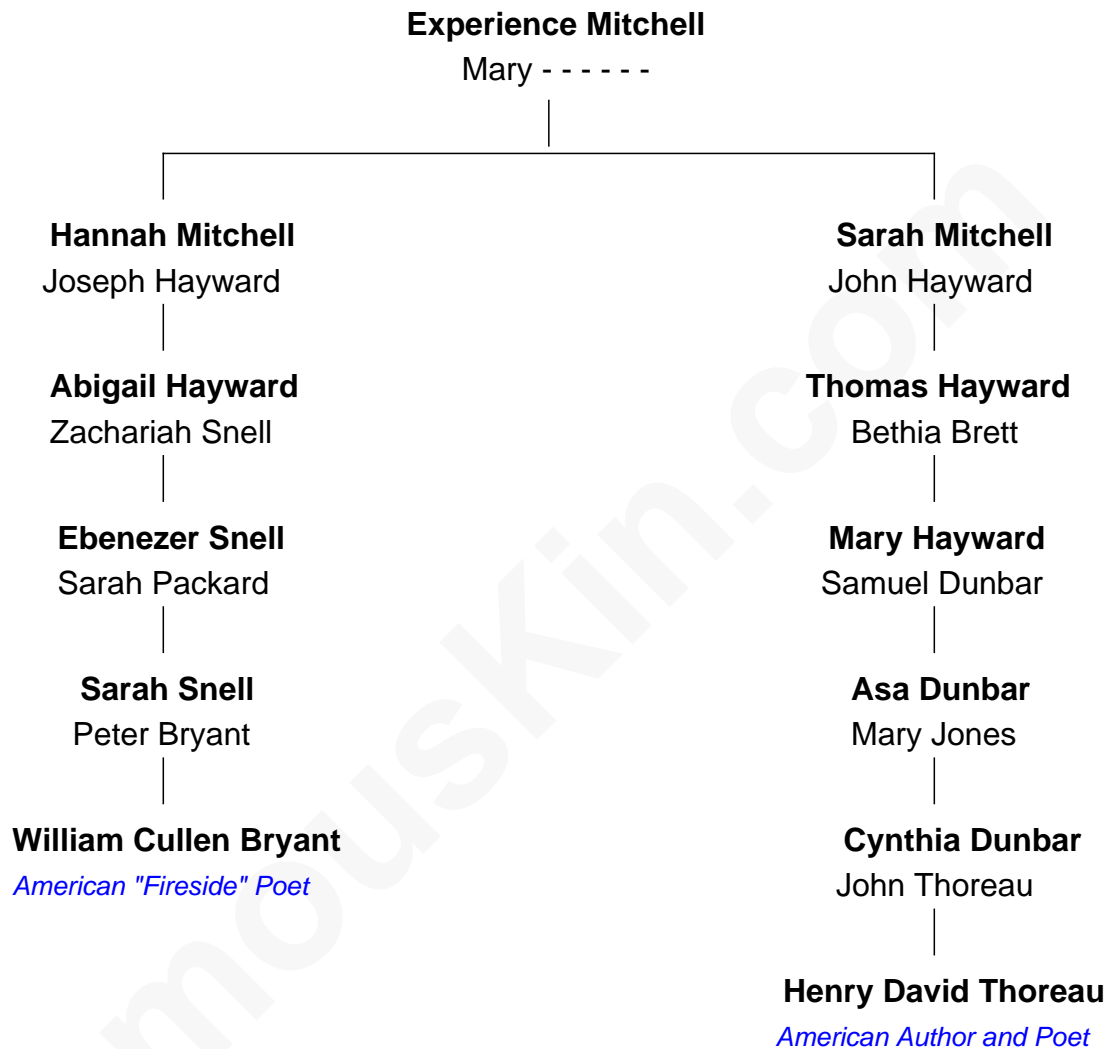 Experience Mitchell
Mary - - - - - -
Hannah Mitchell
Joseph Hayward
Sarah Mitchell
John Hayward
Abigail Hayward
Zachariah Snell
Thomas Hayward
Bethia Brett
Ebenezer Snell
Sarah Packard
Mary Hayward
Samuel Dunbar
Sarah Snell
Peter Bryant
Asa Dunbar
Mary Jones
William Cullen Bryant
American "Fireside" Poet
Cynthia Dunbar
John Thoreau
Henry David Thoreau
American Author and Poet
mousKin.com